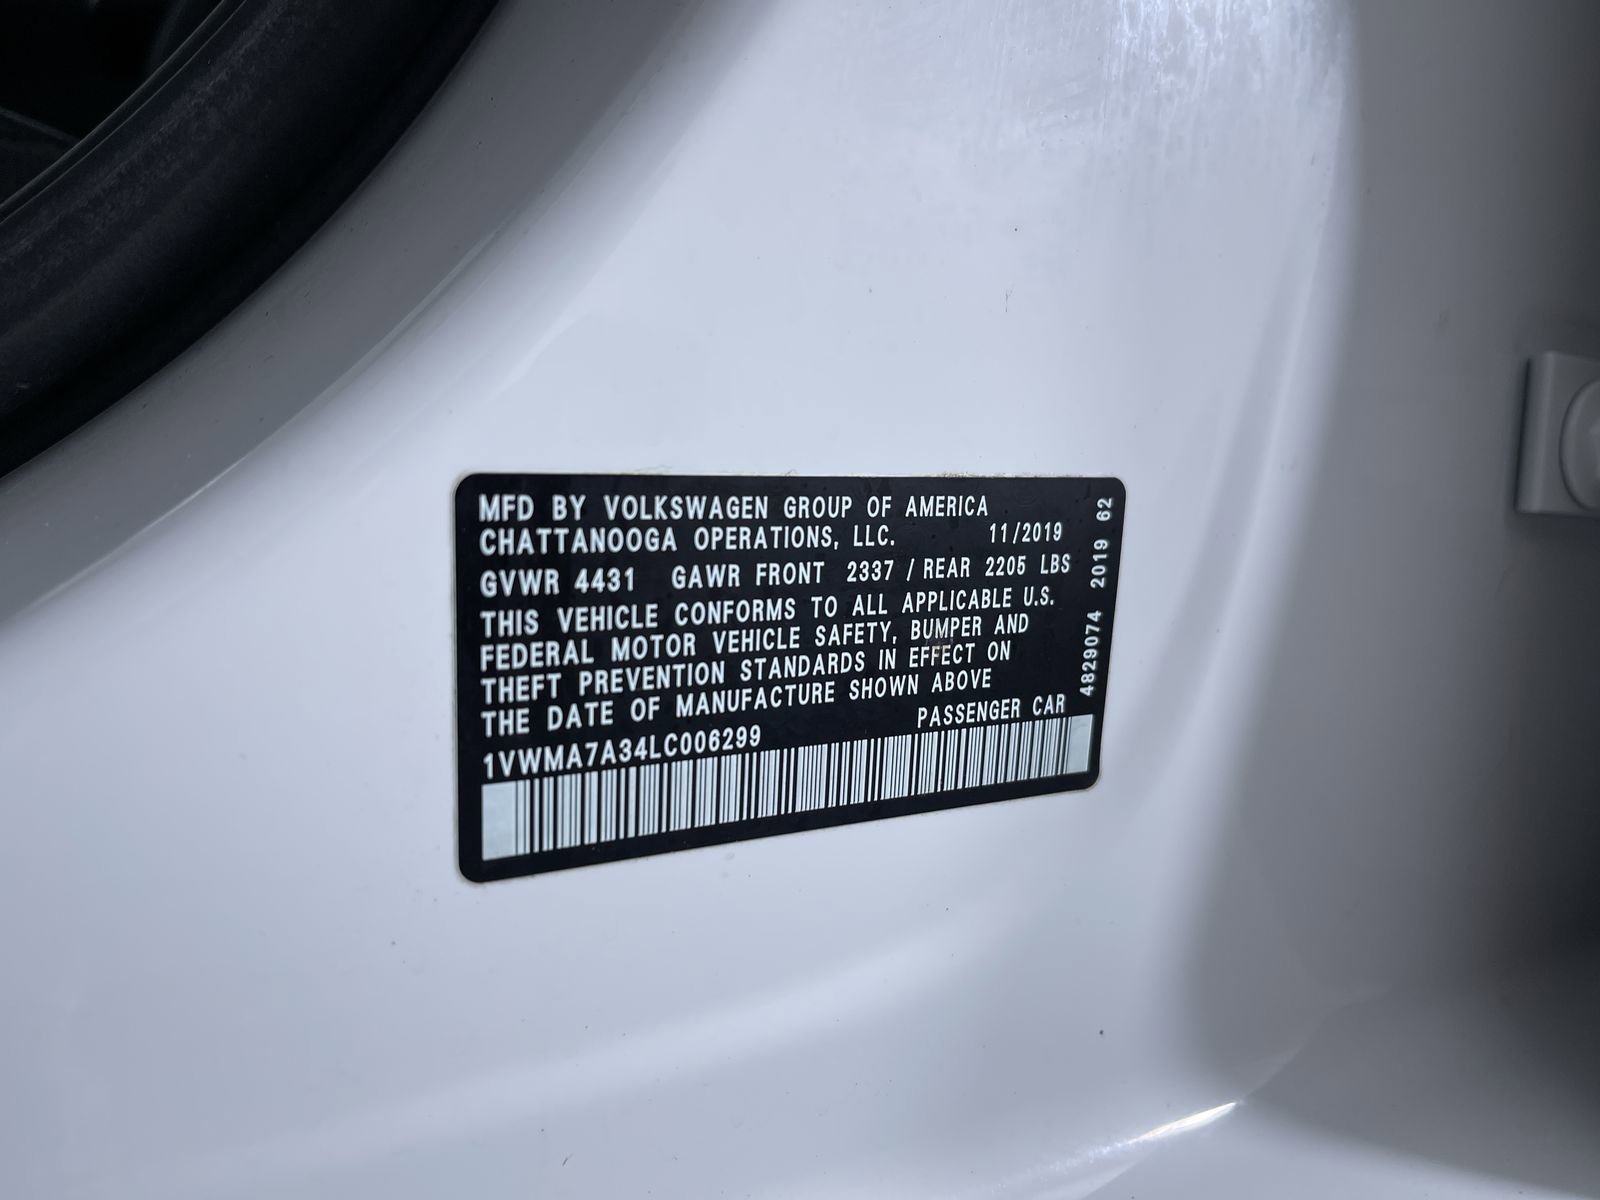 MFD BY VOLKSWAGEN GROUP OF AMERICA
CHATTANOOGA OPERATIONS, LLC. 11/2019
GVWR 4431 GAWR FRONT 2337 / REAR 2205 LBS
THIS VEHICLE CONFORMS TO ALL APPLICABLE U.S.
FEDERAL MOTOR VEHICLE SAFETY, BUMPER AND
THEFT PREVENTION STANDARDS IN EFFECT ON
THE DATE OF MANUFACTURE SHOWN ABOVE
PASSENGER CAR
1VWMA7A34LC006299
4829074 2019 62